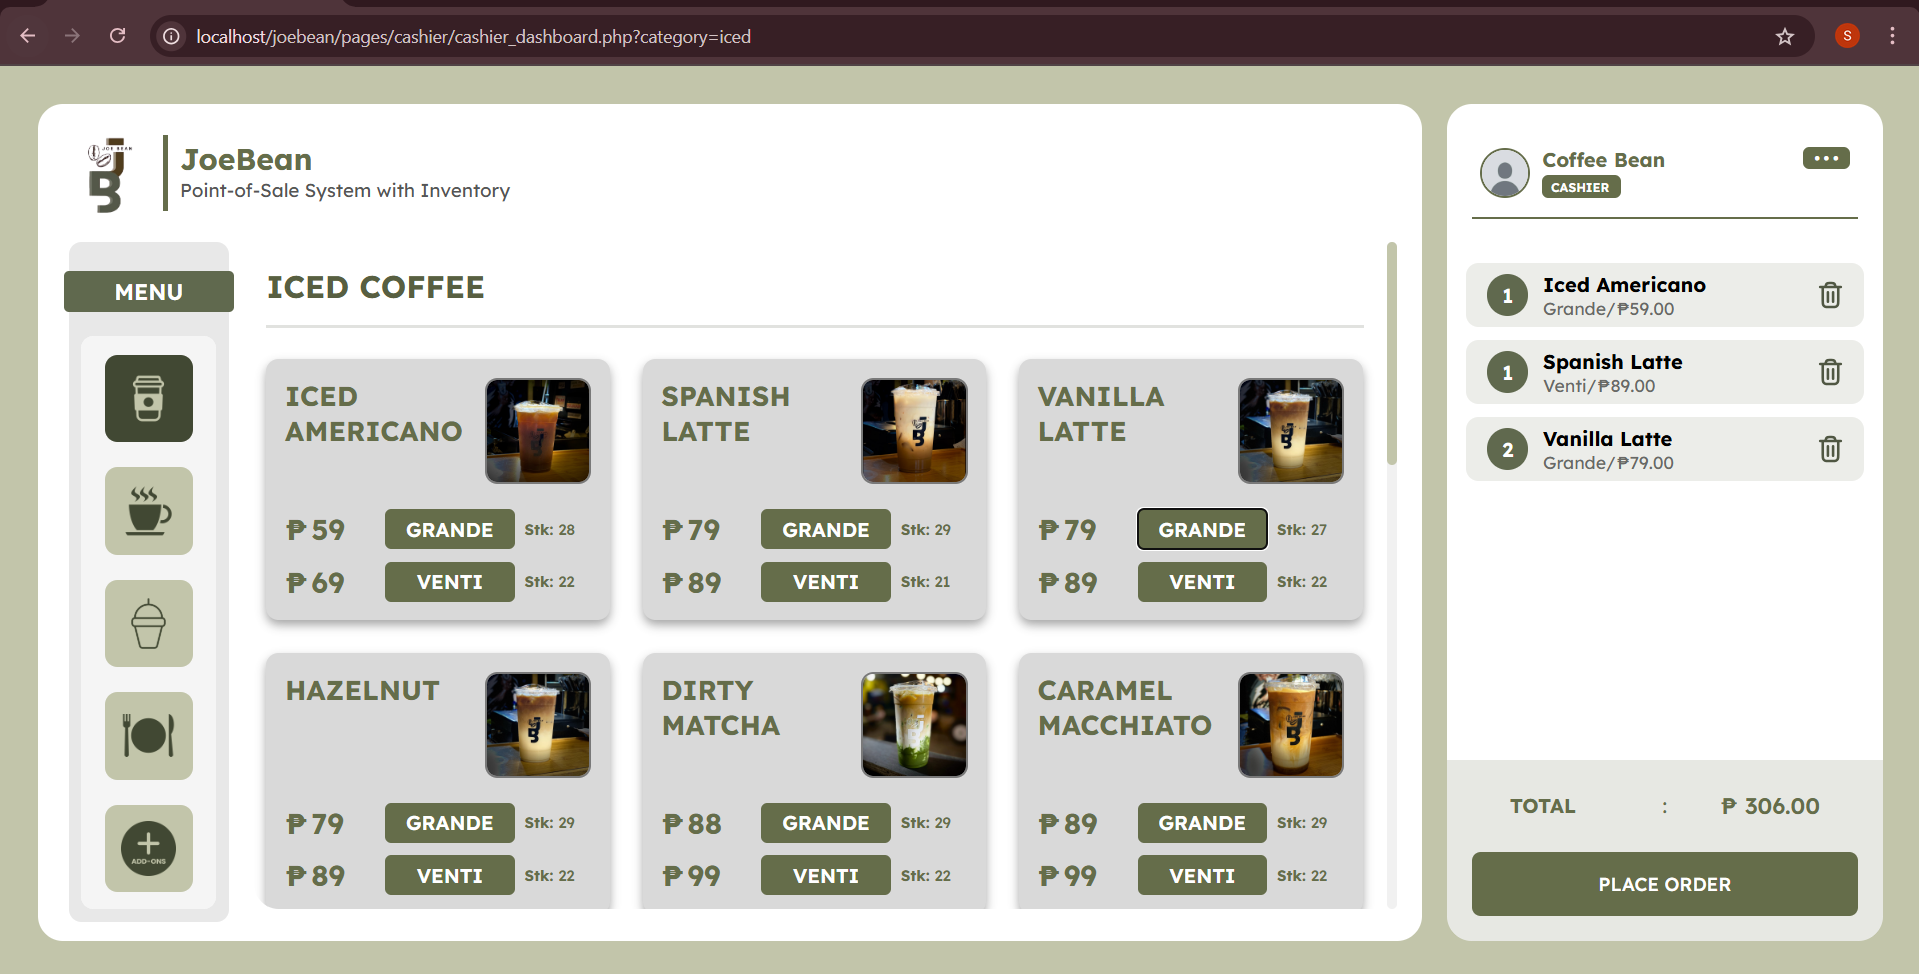 localhost/joebean/pages/cashier/cashier_dashboard.php?category=iced
S
JOE BEAN
JoeBean
Point-of-Sale System with Inventory
MENU
ADD-ONS
ICED COFFEE
ICED
AMERICANO
₱ 59 GRANDE Stk: 28
₱ 69 VENTI Stk: 22
SPANISH
LATTE
₱ 79 GRANDE Stk: 29
₱ 89 VENTI Stk: 21
VANILLA
LATTE
₱ 79 GRANDE Stk: 27
₱ 89 VENTI Stk: 22
HAZELNUT
₱ 79 GRANDE Stk: 29
₱ 89 VENTI Stk: 22
DIRTY
MATCHA
₱ 88 GRANDE Stk: 29
₱ 99 VENTI Stk: 22
CARAMEL
MACCHIATO
₱ 89 GRANDE Stk: 29
₱ 99 VENTI Stk: 22
Coffee Bean
CASHIER
1 Iced Americano
Grande/₱59.00
1 Spanish Latte
Venti/₱89.00
2 Vanilla Latte
Grande/₱79.00
TOTAL : ₱ 306.00
PLACE ORDER